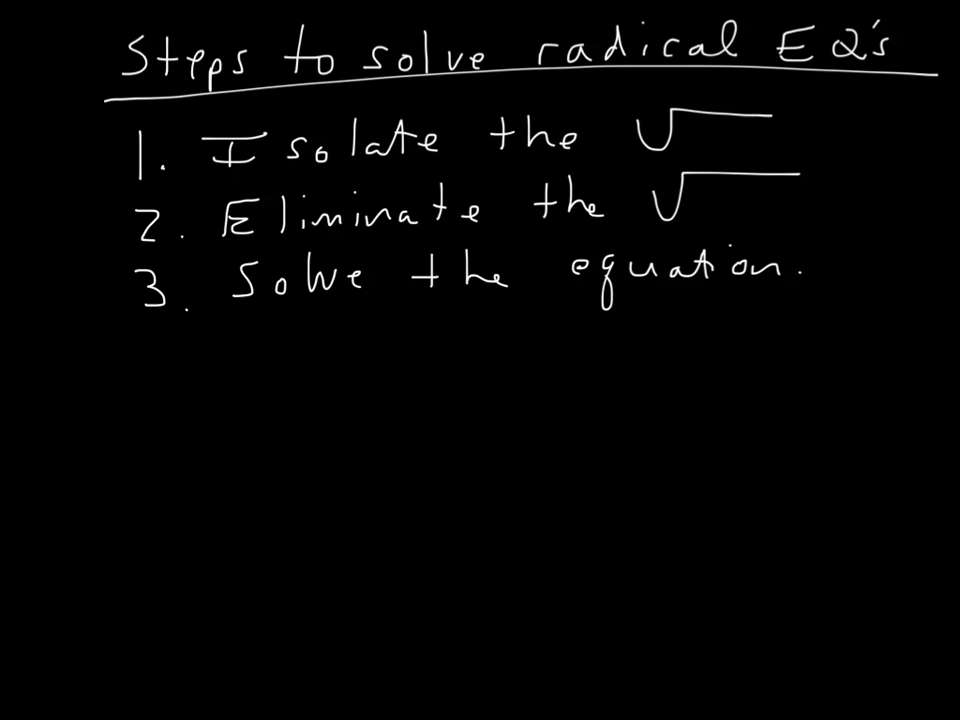 Steps to solve radical EQ's
1. Isolate the √
2. Eliminate the √
3. Solve the equation.